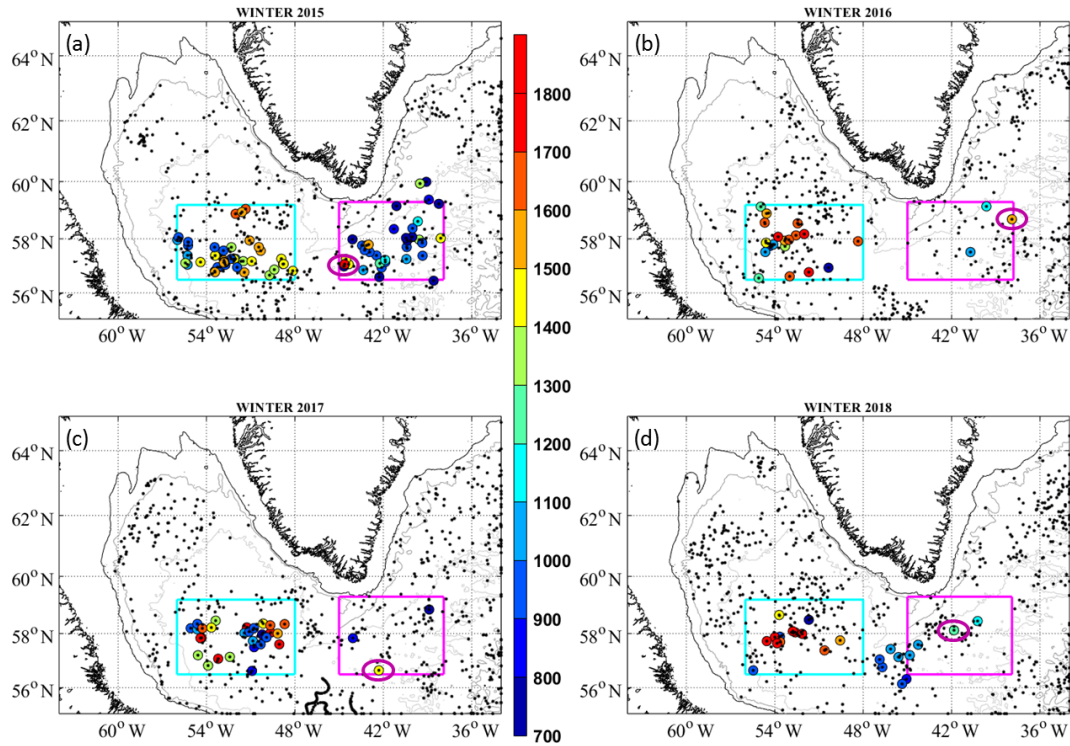 WINTER 2015
(a)
64° N
62° N
60° N
58° N
56° N
60° W
54° W
48° W
42° W
36° W
1800
1700
1600
1500
1400
1300
1200
1100
1000
900
800
700
WINTER 2016
(b)
64° N
62° N
60° N
58° N
56° N
60° W
54° W
48° W
42° W
36° W
WINTER 2017
(c)
64° N
62° N
60° N
58° N
56° N
60° W
54° W
48° W
42° W
36° W
WINTER 2018
(d)
64° N
62° N
60° N
58° N
56° N
60° W
54° W
48° W
42° W
36° W